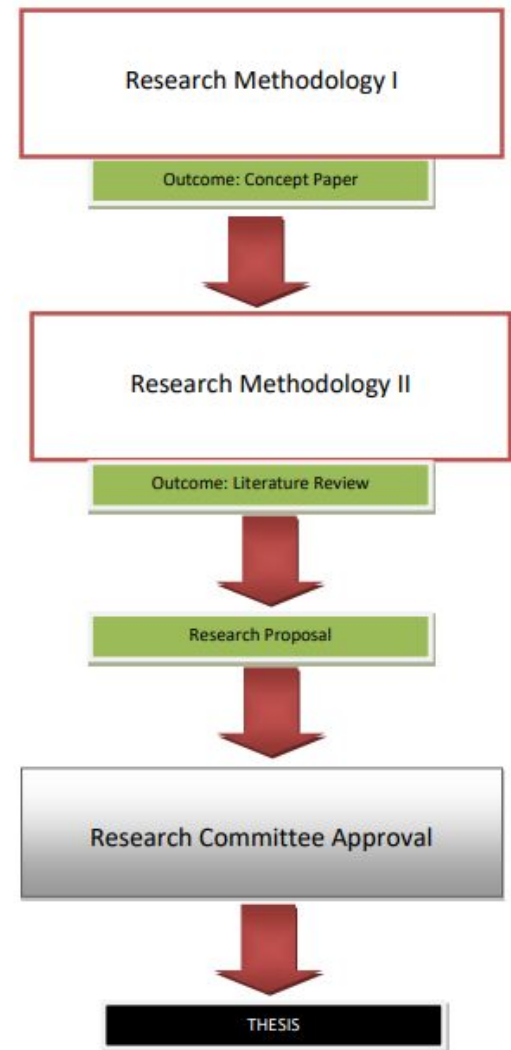 Research Methodology I
Outcome: Concept Paper
Research Methodology II
Outcome: Literature Review
Research Proposal
Research Committee Approval
THESIS